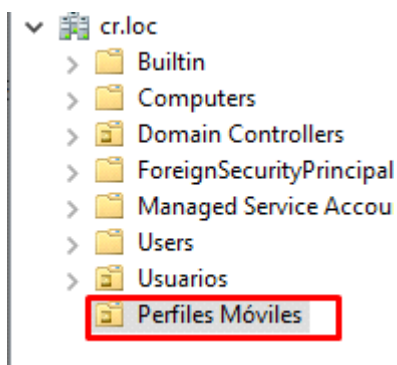 cr.loc
Builtin
Computers
Domain Controllers
ForeignSecurityPrincipal
Managed Service Accou
Users
Usuarios
Perfiles Móviles